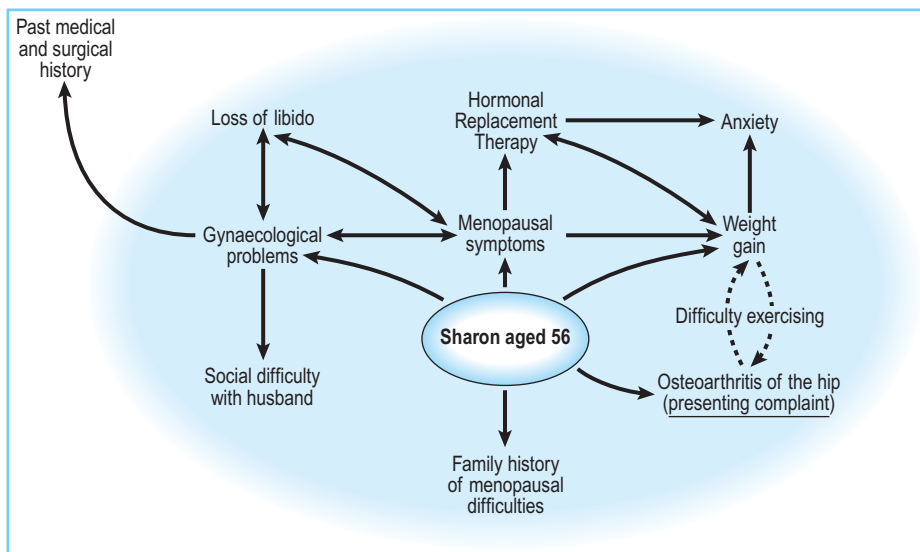 Past medical
and surgical
history
Loss of libido
Hormonal
Replacement
Therapy
Anxiety
Gynaecological
problems
Menopausal
symptoms
Weight
gain
Difficulty exercising
Sharon aged 56
Social difficulty
with husband
Osteoarthritis of the hip
(presenting complaint)
Family history
of menopausal
difficulties